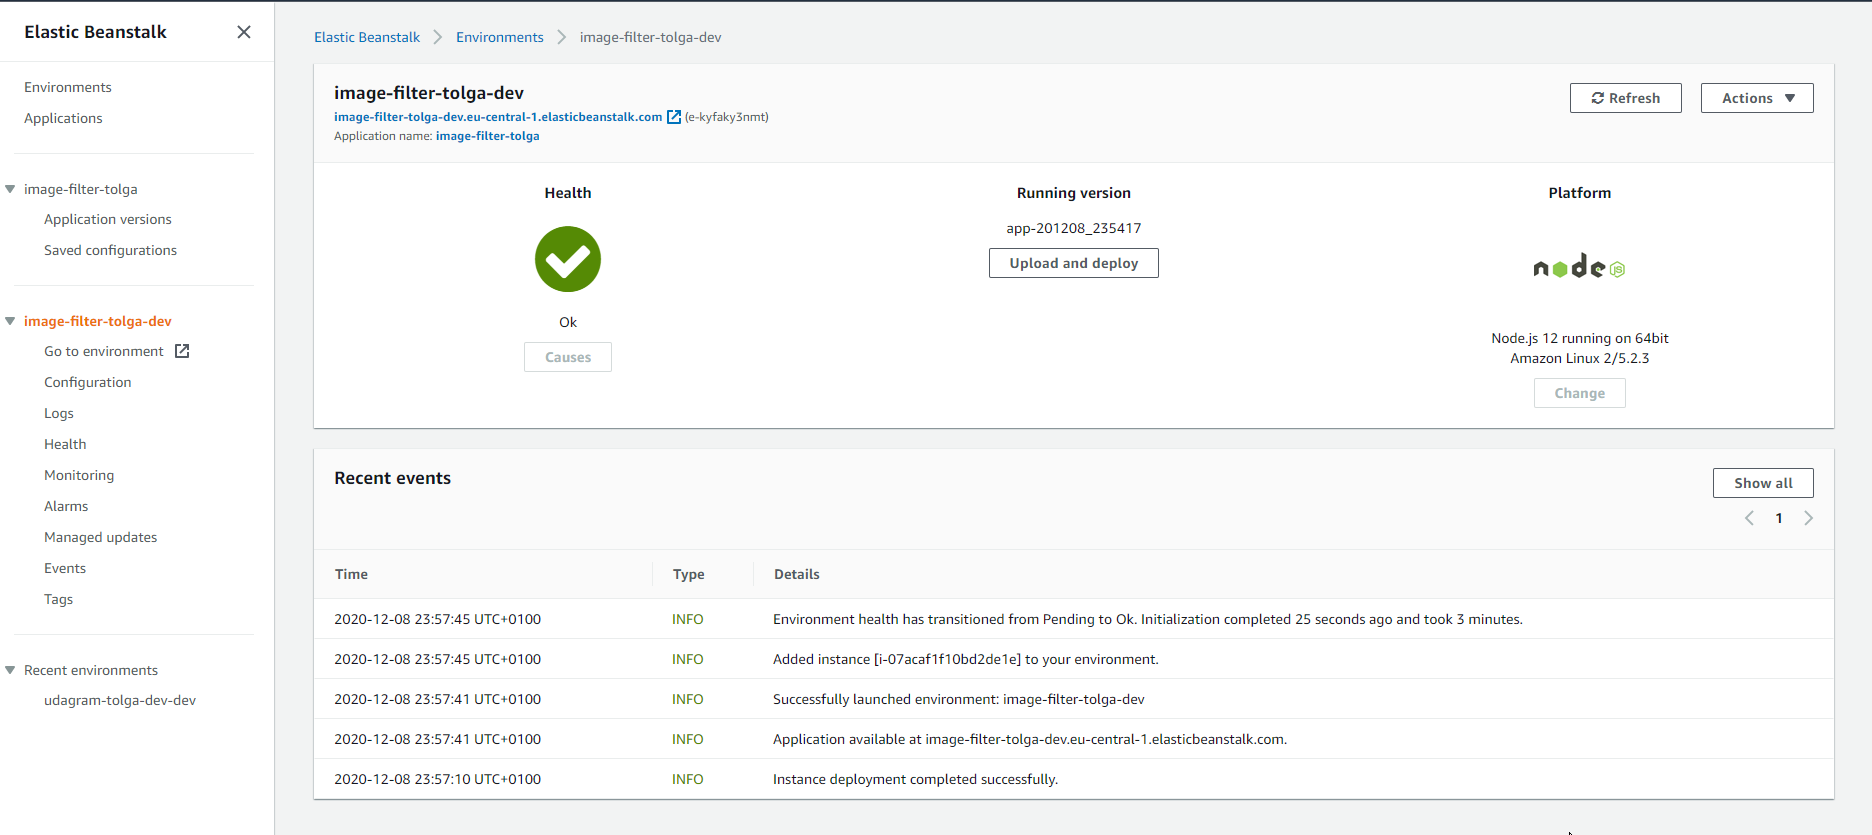 Elastic Beanstalk
Environments
Applications
image-filter-tolga
Application versions
Saved configurations
image-filter-tolga-dev
Go to environment
Configuration
Logs
Health
Monitoring
Alarms
Managed updates
Events
Tags
Recent environments
udagram-tolga-dev-dev
Elastic Beanstalk Environments image-filter-tolga-dev
image-filter-tolga-dev
Refresh Actions
image-filter-tolga-dev.eu-central-1.elasticbeanstalk.com (e-kyfaky3nmt)
Application name: image-filter-tolga
Health
Ok
Causes
Running version
app-201208_235417
Upload and deploy
Platform
node JS
Node.js 12 running on 64bit
Amazon Linux 2/5.2.3
Change
Recent events
Show all
1
Time Type Details
2020-12-08 23:57:45 UTC+0100 INFO Environment health has transitioned from Pending to Ok. Initialization completed 25 seconds ago and took 3 minutes.
2020-12-08 23:57:45 UTC+0100 INFO Added instance [i-07acaf1f10bd2de1e] to your environment.
2020-12-08 23:57:41 UTC+0100 INFO Successfully launched environment: image-filter-tolga-dev
2020-12-08 23:57:41 UTC+0100 INFO Application available at image-filter-tolga-dev.eu-central-1.elasticbeanstalk.com.
2020-12-08 23:57:10 UTC+0100 INFO Instance deployment completed successfully.